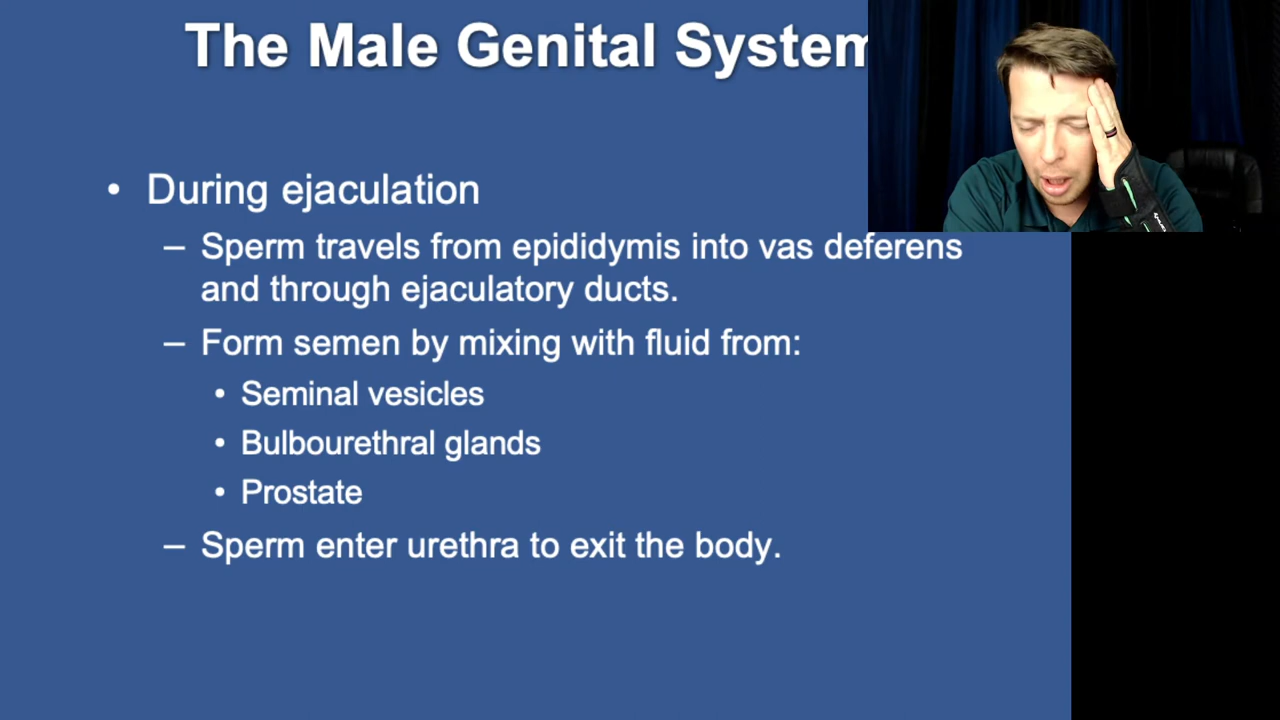 The Male Genital System
• During ejaculation
– Sperm travels from epididymis into vas deferens
and through ejaculatory ducts.
– Form semen by mixing with fluid from:
• Seminal vesicles
• Bulbourethral glands
• Prostate
– Sperm enter urethra to exit the body.